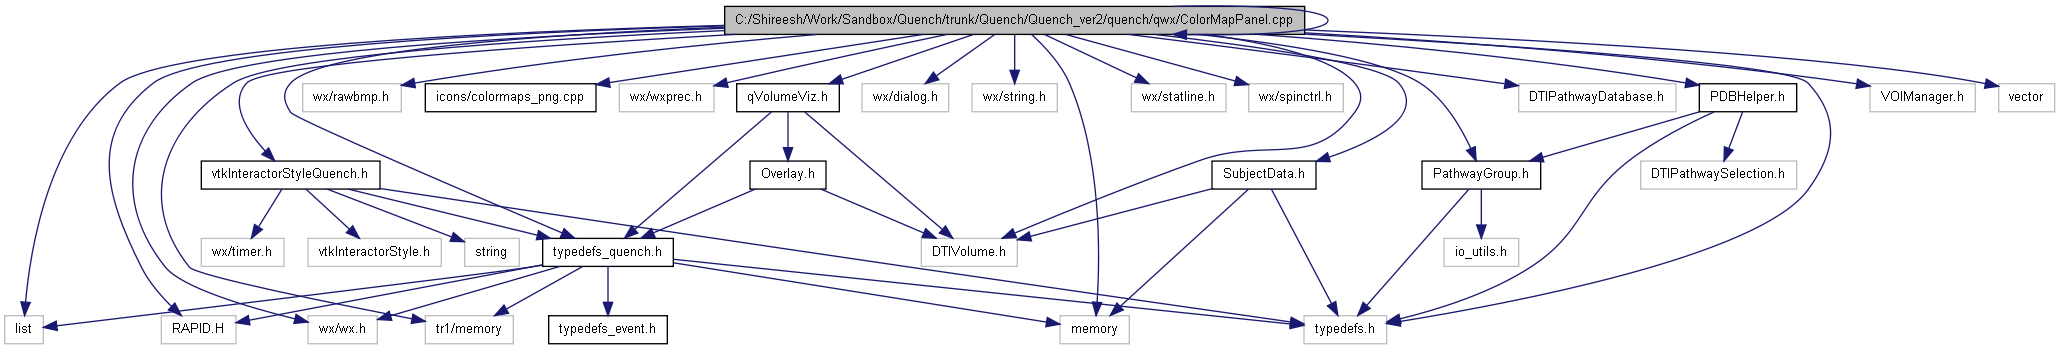 C:/Shireesh/Work/Sandbox/Quench/trunk/Quench/Quench_ver2/quench/qwx/ColorMapPanel.cpp
wx/rawbmp.h
icons/colormaps_png.cpp
wx/wxprec.h
qVolumeViz.h
wx/dialog.h
wx/string.h
wx/statline.h
wx/spinctrl.h
DTIPathwayDatabase.h
PDBHelper.h
VOIManager.h
vector
vtkInteractorStyleQuench.h
Overlay.h
SubjectData.h
PathwayGroup.h
DTIPathwaySelection.h
wx/timer.h
vtkInteractorStyle.h
string
typedefs_quench.h
DTIVolume.h
io_utils.h
list
RAPID.H
wx/wx.h
tr1/memory
typedefs_event.h
memory
typedefs.h